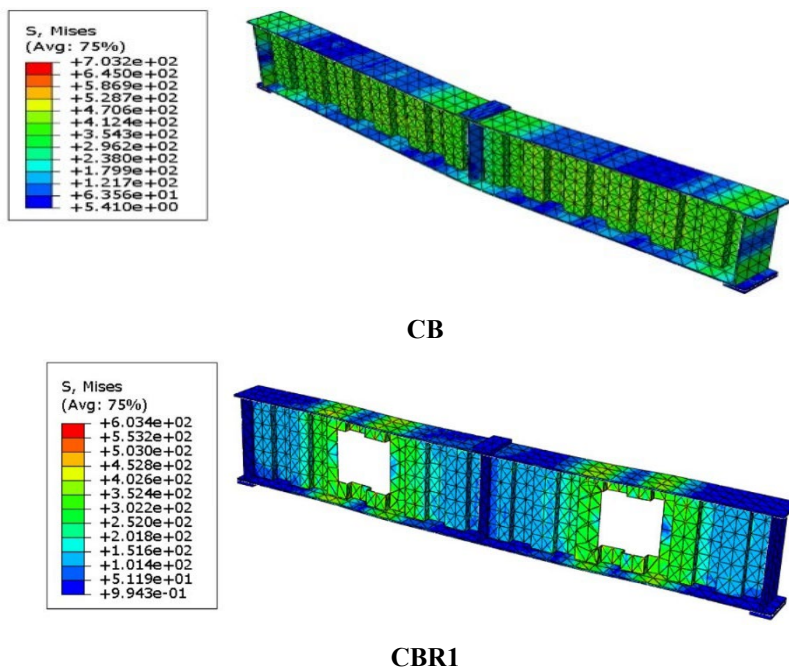 S, Mises
(Avg: 75%)
+7.032e+02
+6.450e+02
+5.869e+02
+5.287e+02
+4.706e+02
+4.124e+02
+3.543e+02
+2.962e+02
+2.380e+02
+1.799e+02
+1.217e+02
+6.356e+01
+5.410e+00
CB
S, Mises
(Avg: 75%)
+6.034e+02
+5.532e+02
+5.030e+02
+4.528e+02
+4.026e+02
+3.524e+02
+3.022e+02
+2.520e+02
+2.018e+02
+1.516e+02
+1.014e+02
+5.119e+01
+9.943e-01
CBR1